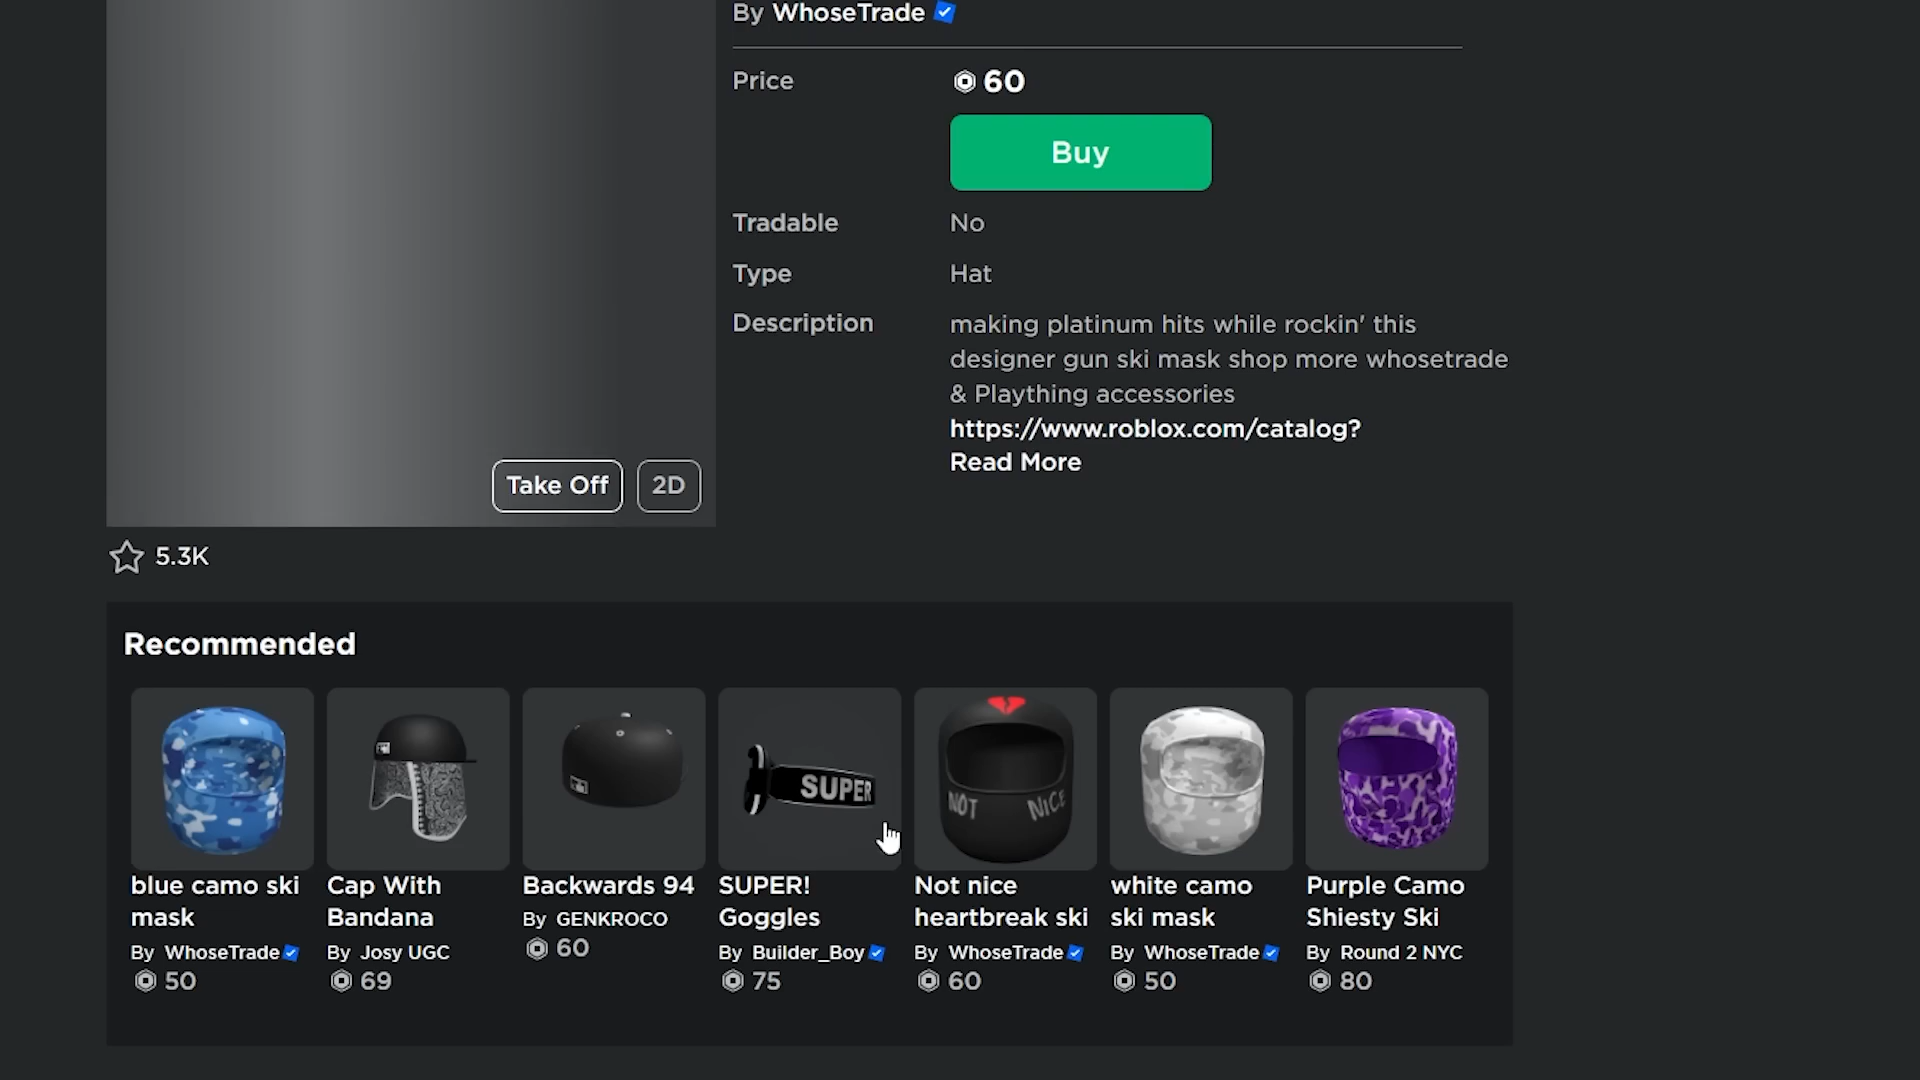 By WhoseTrade
Price
60
Buy
Tradable
No
Type
Hat
Description
making platinum hits while rockin' this
designer gun ski mask shop more whosetrade
& Plaything accessories
https://www.roblox.com/catalog?
Read More
Take Off
2D
5.3K
Recommended
SUPER
NOT
NICE
blue camo ski
mask
By WhoseTrade
50
Cap With
Bandana
By Josy UGC
69
Backwards 94
By GENKROCO
60
SUPER!
Goggles
By Builder_Boy
75
Not nice
heartbreak ski
By WhoseTrade
60
white camo
ski mask
By WhoseTrade
50
Purple Camo
Shiesty Ski
By Round 2 NYC
80